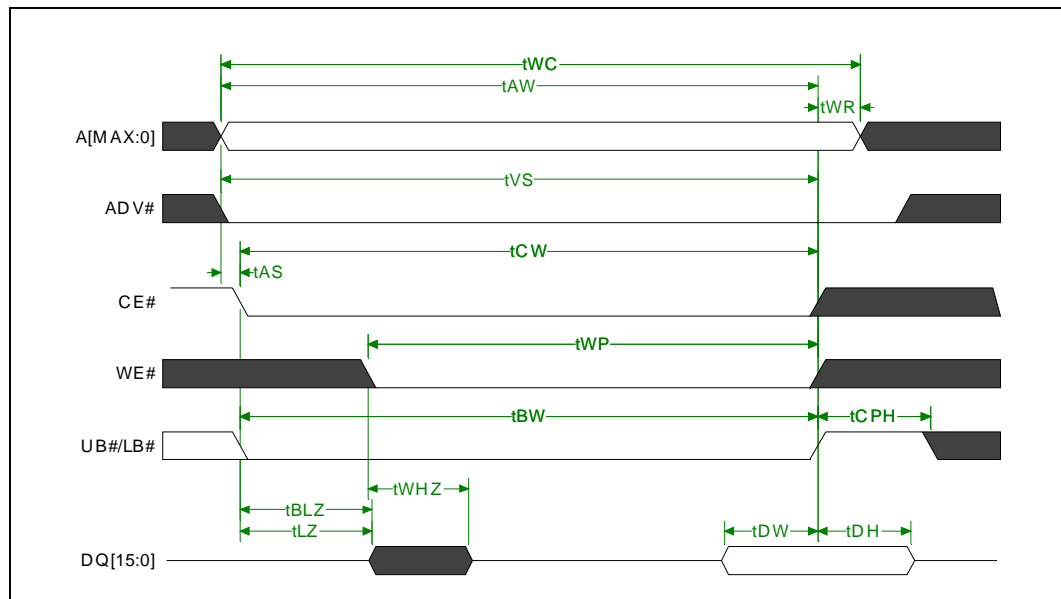 tWC
tAW
tWR
A[MAX:0]
tVS
ADV#
tCW
tAS
CE#
tWP
WE#
tBW
tCPH
UB#/LB#
tWHZ
tBLZ
tLZ
tDW
tDH
DQ[15:0]